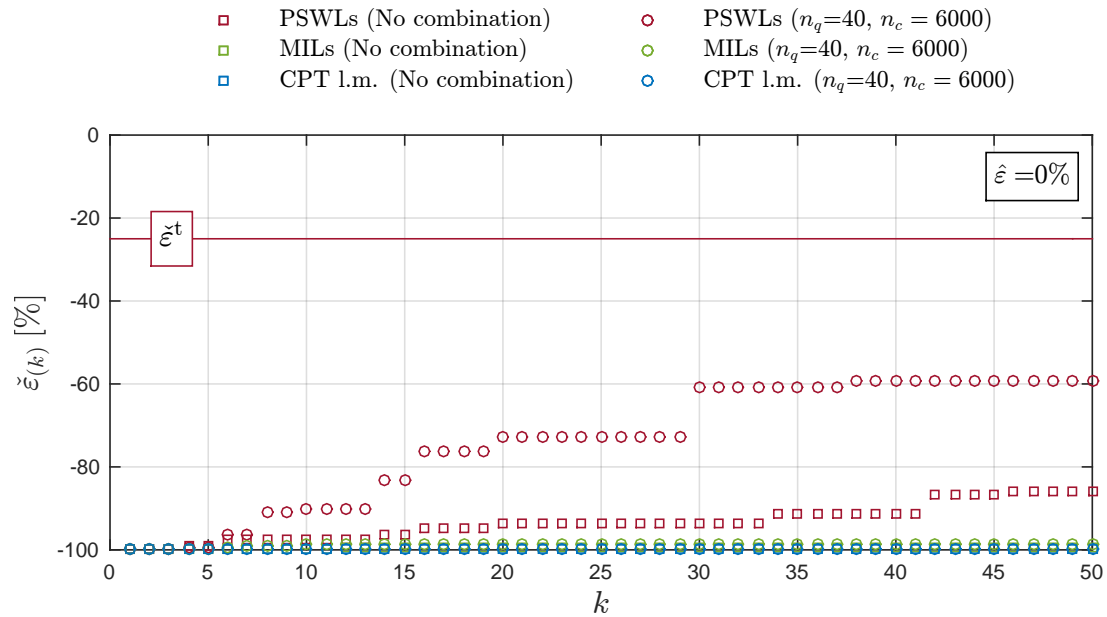 PSWLs (No combination) PSWLs (n_q=40, n_c = 6000)
MILs (No combination) MILs (n_q=40, n_c = 6000)
CPT l.m. (No combination) CPT l.m. (n_q=40, n_c = 6000)
0
ε̂ =0%
-20
ε̌^t
-40
-60
-80
-100
ε̌_(k) [%]
0 5 10 15 20 25 30 35 40 45 50
k